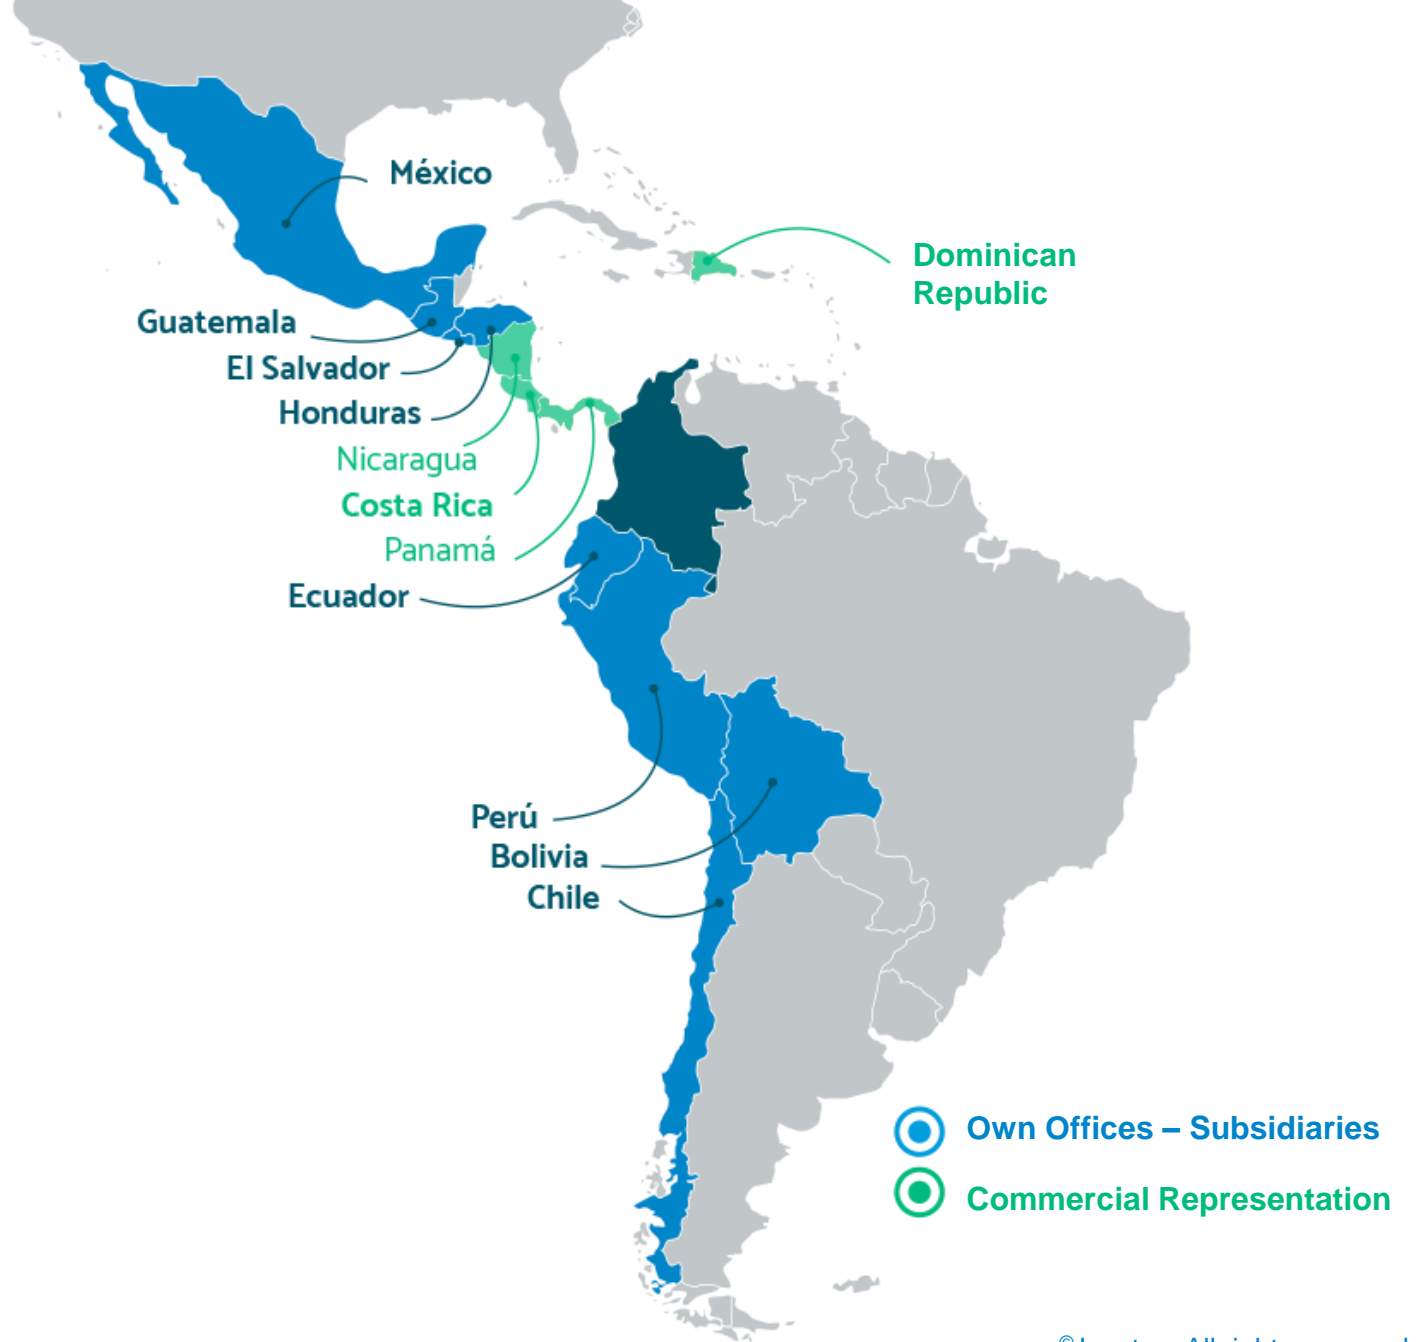 México
Dominican
Republic
Guatemala
El Salvador
Honduras
Nicaragua
Costa Rica
Panamá
Ecuador
Perú
Bolivia
Chile
Own Offices – Subsidiaries
Commercial Representation